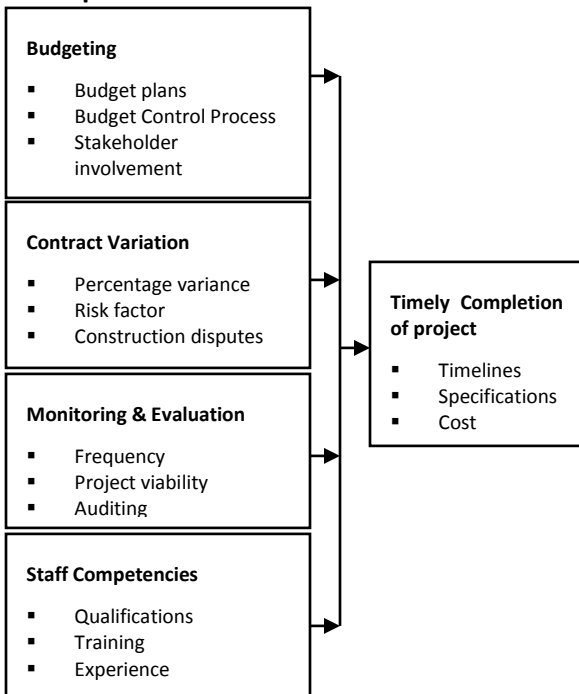 Budgeting
▪ Budget plans
▪ Budget Control Process
▪ Stakeholder
involvement
Contract Variation
▪ Percentage variance
▪ Risk factor
▪ Construction disputes
Monitoring & Evaluation
▪ Frequency
▪ Project viability
▪ Auditing
Staff Competencies
▪ Qualifications
▪ Training
▪ Experience
Timely Completion
of project
▪ Timelines
▪ Specifications
▪ Cost